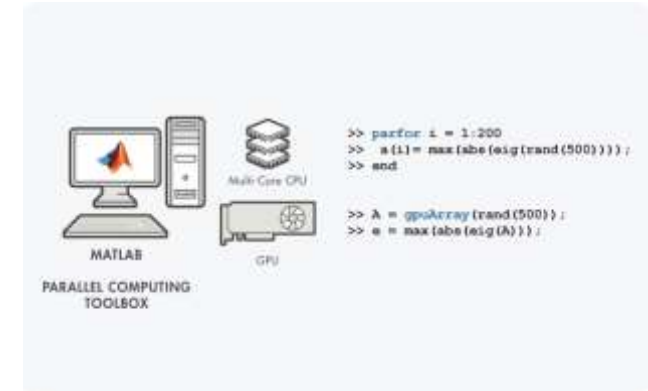 MATLAB
PARALLEL COMPUTING
TOOLBOX
Multi-Core CPU
GPU
>> parfor i = 1:200
>> a(i)= max(abs(eig(rand(500))));
>> end
>> A = gpuArray(rand(500));
>> e = max(abs(eig(A)));